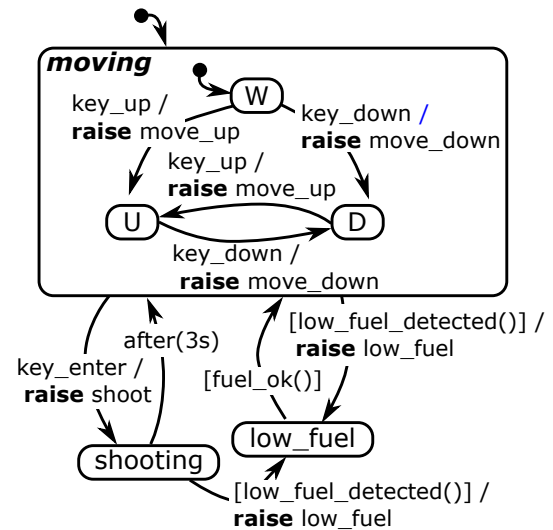 moving
W
key_up /
raise move_up
key_down /
raise move_down
key_up /
raise move_up
U
D
key_down /
raise move_down
[low_fuel_detected()] /
raise low_fuel
after(3s)
key_enter /
raise shoot
[fuel_ok()]
low_fuel
shooting
[low_fuel_detected()] /
raise low_fuel